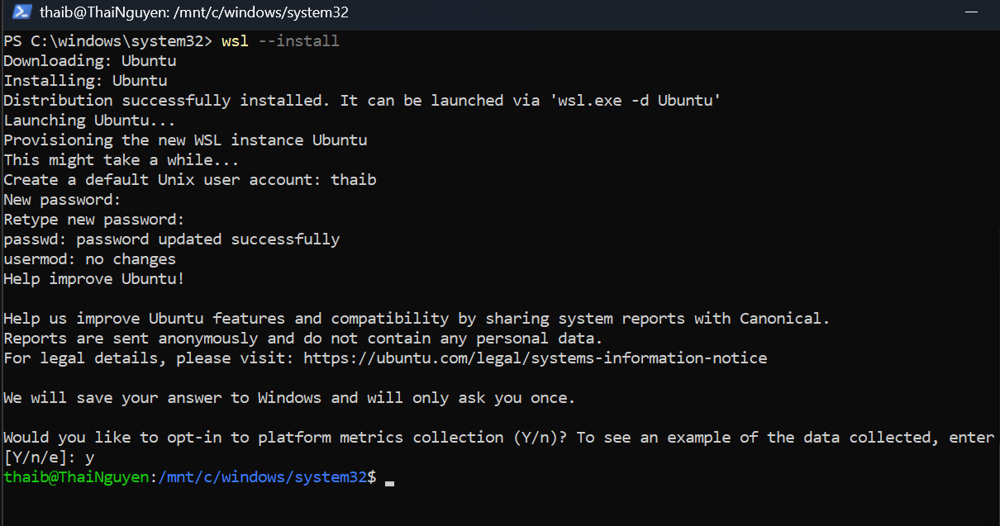 thaib@ThaiNguyen: /mnt/c/windows/system32
PS C:\windows\system32> wsl --install
Downloading: Ubuntu
Installing: Ubuntu
Distribution successfully installed. It can be launched via 'wsl.exe -d Ubuntu'
Launching Ubuntu...
Provisioning the new WSL instance Ubuntu
This might take a while...
Create a default Unix user account: thaib
New password:
Retype new password:
passwd: password updated successfully
usermod: no changes
Help improve Ubuntu!
Help us improve Ubuntu features and compatibility by sharing system reports with Canonical.
Reports are sent anonymously and do not contain any personal data.
For legal details, please visit: https://ubuntu.com/legal/systems-information-notice
We will save your answer to Windows and will only ask you once.
Would you like to opt-in to platform metrics collection (Y/n)? To see an example of the data collected, enter
[Y/n/e]: y
thaib@ThaiNguyen:/mnt/c/windows/system32$